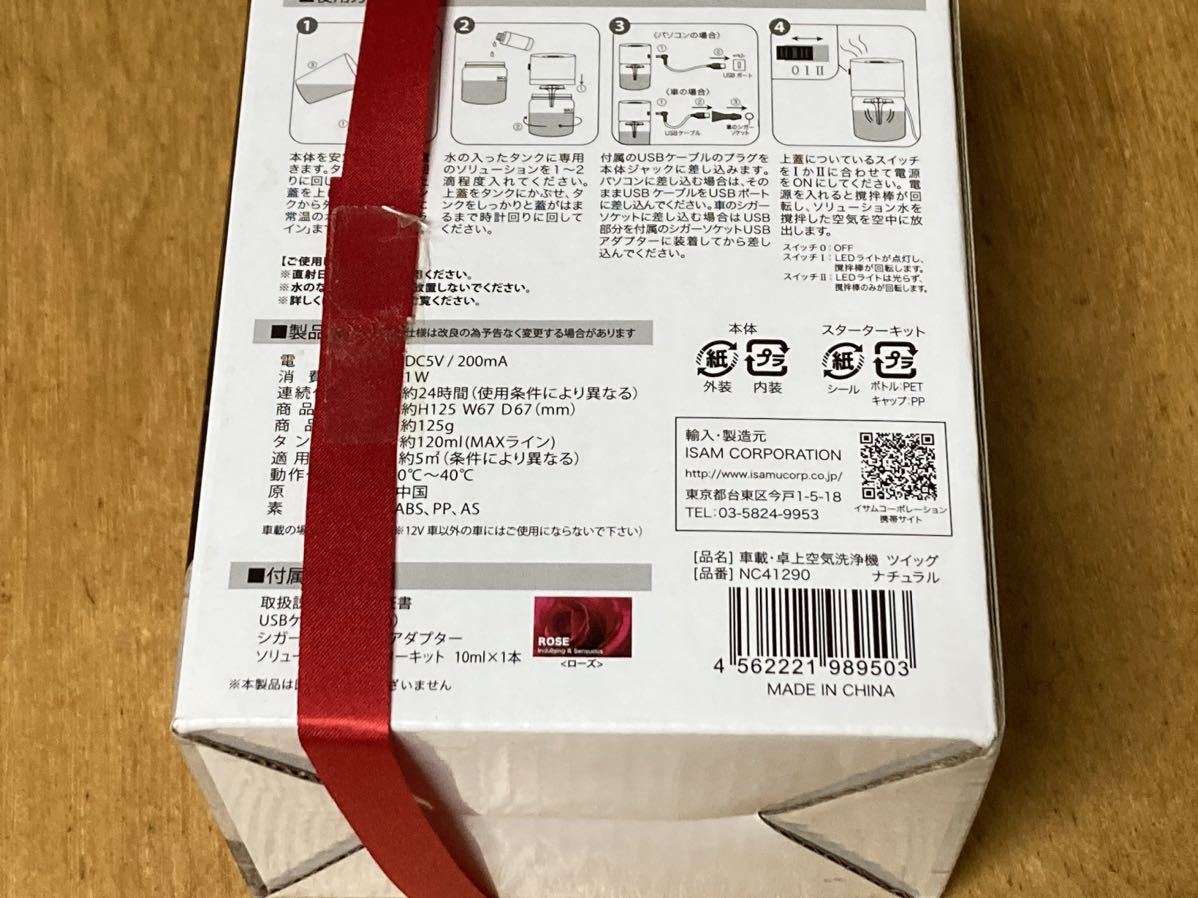 ■使用方
1
2
3
4
〈パソコンの場合〉
USBポート
〈車の場合〉
USBケーブル
車のシガーソケット
0 I II
本体を安
きます。タ
りに回し
蓋を上に
クから外
常温の水
イン」ま
水の入ったタンクに専用
のソリューションを1〜2
滴程度入れてください。
上蓋をタンクにかぶせ、タ
ンクをしっかりと蓋がは
まるまで時計回りに回して
ください。
付属のUSBケーブルのプラグを
本体ジャックに差し込みます。
パソコンに差し込む場合は、その
ままUSBケーブルをUSBポート
に差し込んでください。車のシガー
ソケットに差し込む場合はUSB
部分を付属のシガーソケットUSB
アダプターに装着してから差し
込んでください。
上蓋についているスイッチ
をIかIIに合わせて電源
をONにしてください。電
源を入れると撹拌棒が回
転し、ソリューション水を
撹拌した空気を空中に放
出します。
スイッチ0：OFF
スイッチI：LEDライトが点灯し、
撹拌棒が回転します。
スイッチII：LEDライトは光らず、
撹拌棒のみが回転します。
【ご使用
※直射日 用ください。
※水のな 放置しないでください。
※詳しく ご覧ください。
■製品 仕様は改良の為予告なく変更する場合があります
電 DC5V / 200mA
消費 1W
連続 約24時間（使用条件により異なる）
商品 約H125 W67 D67（mm）
商品 約125g
タン 約120ml（MAXライン）
適用 約5㎡（条件により異なる）
動作 0℃〜40℃
原 中国
素 ABS、PP、AS
車載の場 ※12V車以外の車にはご使用にならないで下さい）
本体
紙
外装
プラ
内装
スターターキット
紙
シール
プラ
ボトル：PET
キャップ：PP
輸入・製造元
ISAM CORPORATION
http://www.isamucorp.co.jp/
東京都台東区今戸1-5-18
TEL：03-5824-9953
イサムコーポレーション
携帯サイト
［品名］車載・卓上空気洗浄機 ツイッグ
［品番］NC41290 ナチュラル
4 562221 989503
MADE IN CHINA
■付属
取扱説 証書
USBケ
シガー アダプター
ソリュー ーキット 10ml×1本
ROSE
Indulging & Sensuous
<ローズ>
※本製品は ざいません